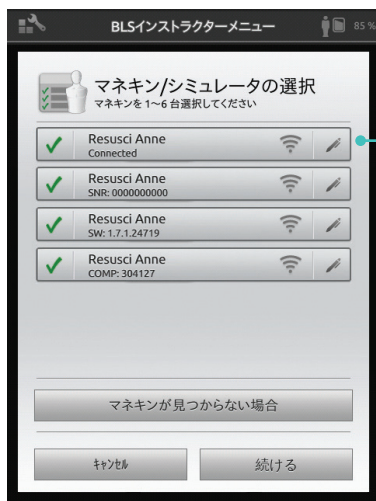 BLSインストラクターメニュー
85 %
マネキン/シミュレータの選択
マネキンを 1～6 台選択してください
Resusci Anne
Connected
Resusci Anne
SNR: 0000000000
Resusci Anne
SW: 1.7.1.24719
Resusci Anne
COMP: 304127
マネキンが見つからない場合
ｷｬﾝｾﾙ
続ける